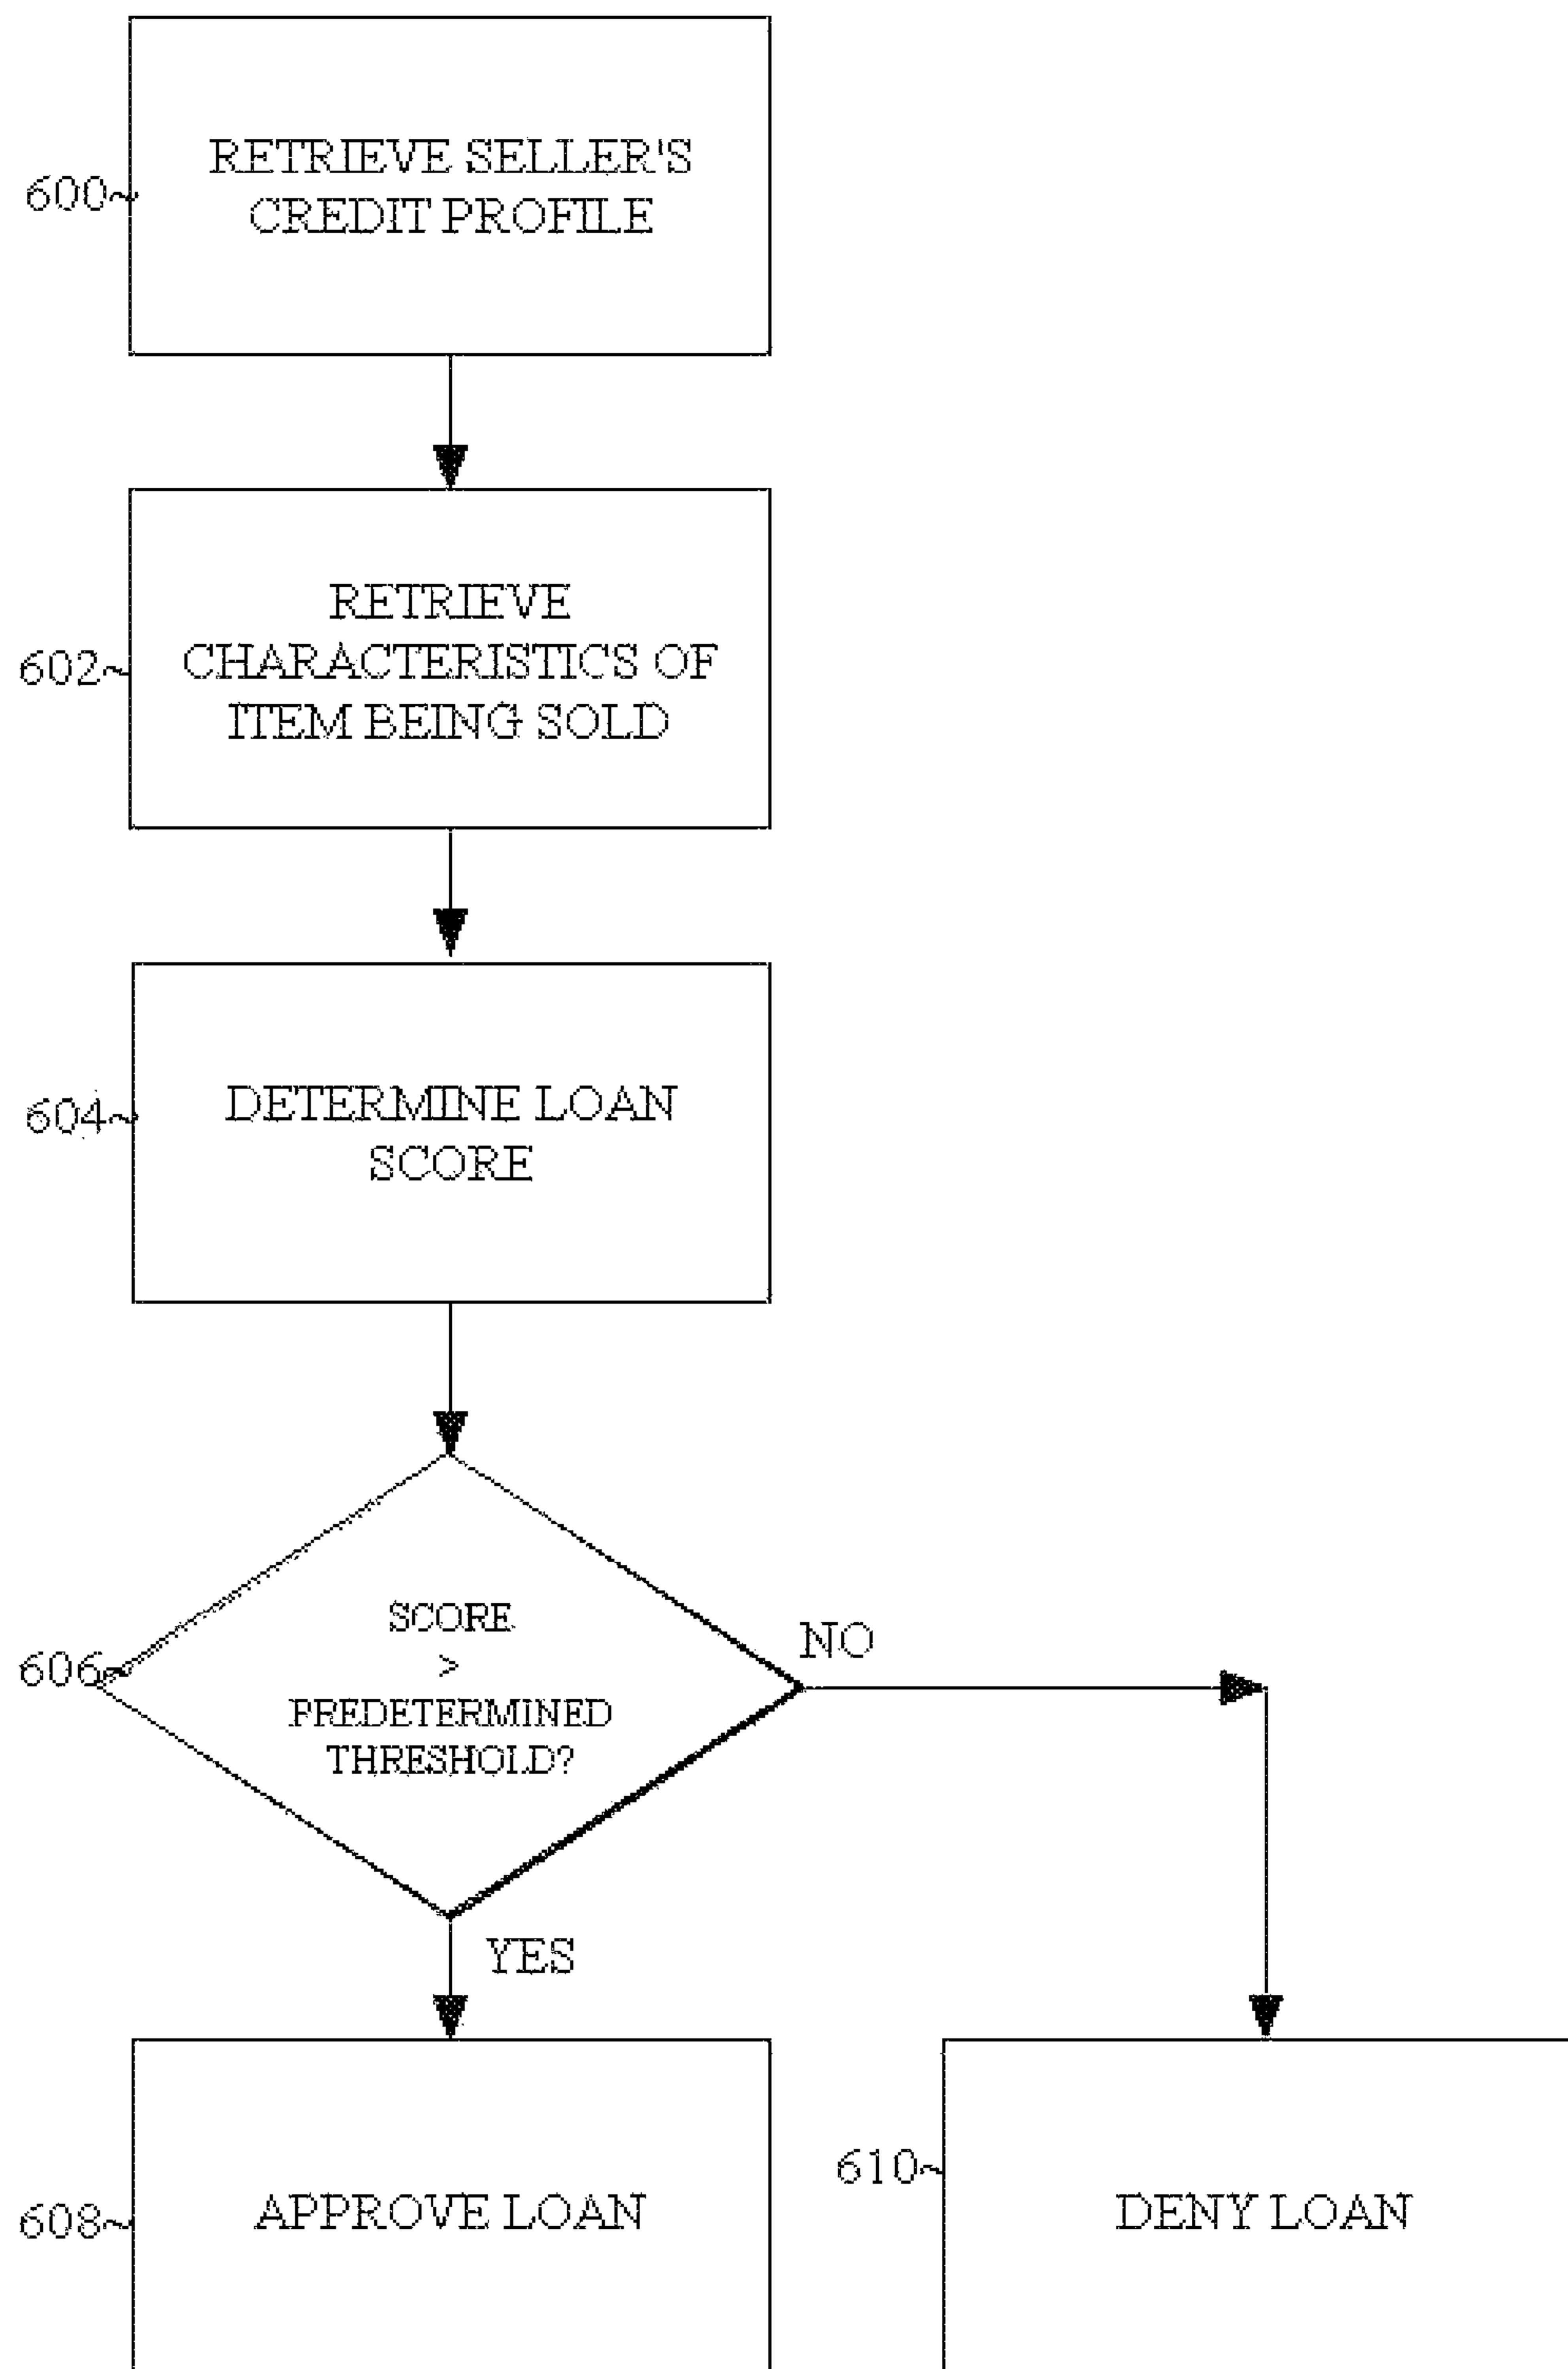 RETRIEVE SELLER'S
600~
CREDIT PROFILE
RETRIEVE
602~
CHARACTERISTICS OF
ITEM BEING SOLD
604~
DETERMINE LOAN
SCORE
SCORE
>
NO
606~
PREDETERMINED
THRESHOLD?
YES
608~
APPROVE LOAN
610~
DENY LOAN